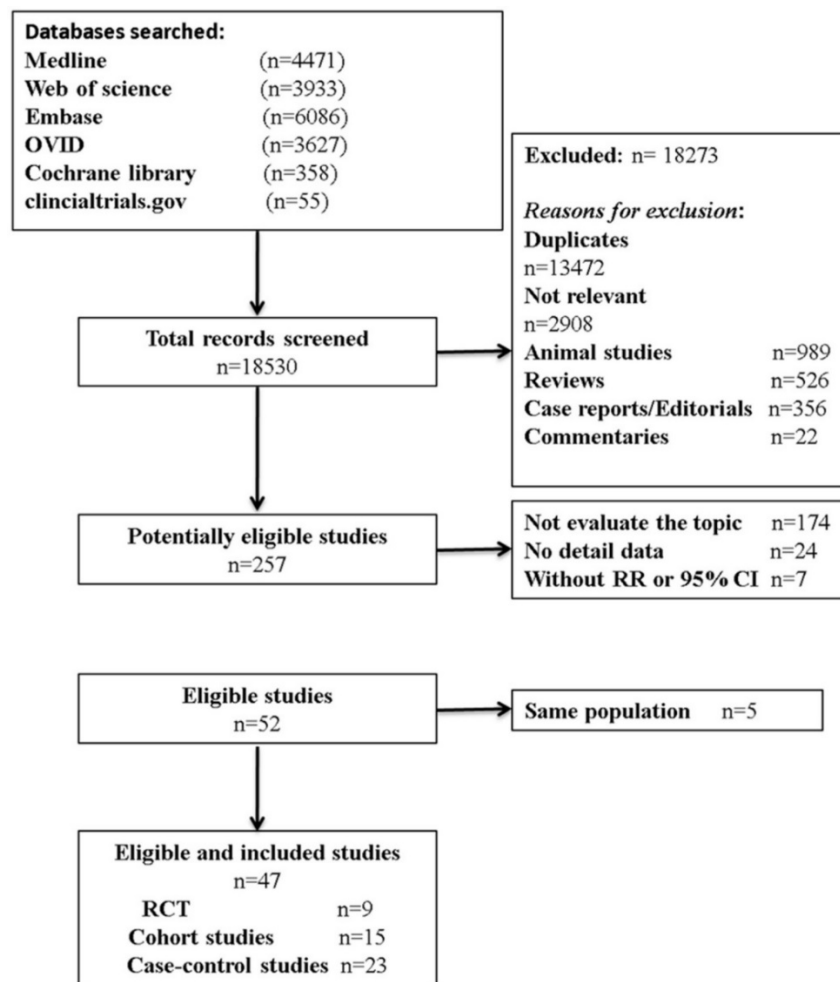 Databases searched:
Medline (n=4471)
Web of science (n=3933)
Embase (n=6086)
OVID (n=3627)
Cochrane library (n=358)
clincialtrials.gov (n=55)
Total records screened
n=18530
Excluded: n= 18273
Reasons for exclusion:
Duplicates
n=13472
Not relevant
n=2908
Animal studies n=989
Reviews n=526
Case reports/Editorials n=356
Commentaries n=22
Potentially eligible studies
n=257
Not evaluate the topic n=174
No detail data n=24
Without RR or 95% CI n=7
Eligible studies
n=52
Same population n=5
Eligible and included studies
n=47
RCT n=9
Cohort studies n=15
Case-control studies n=23